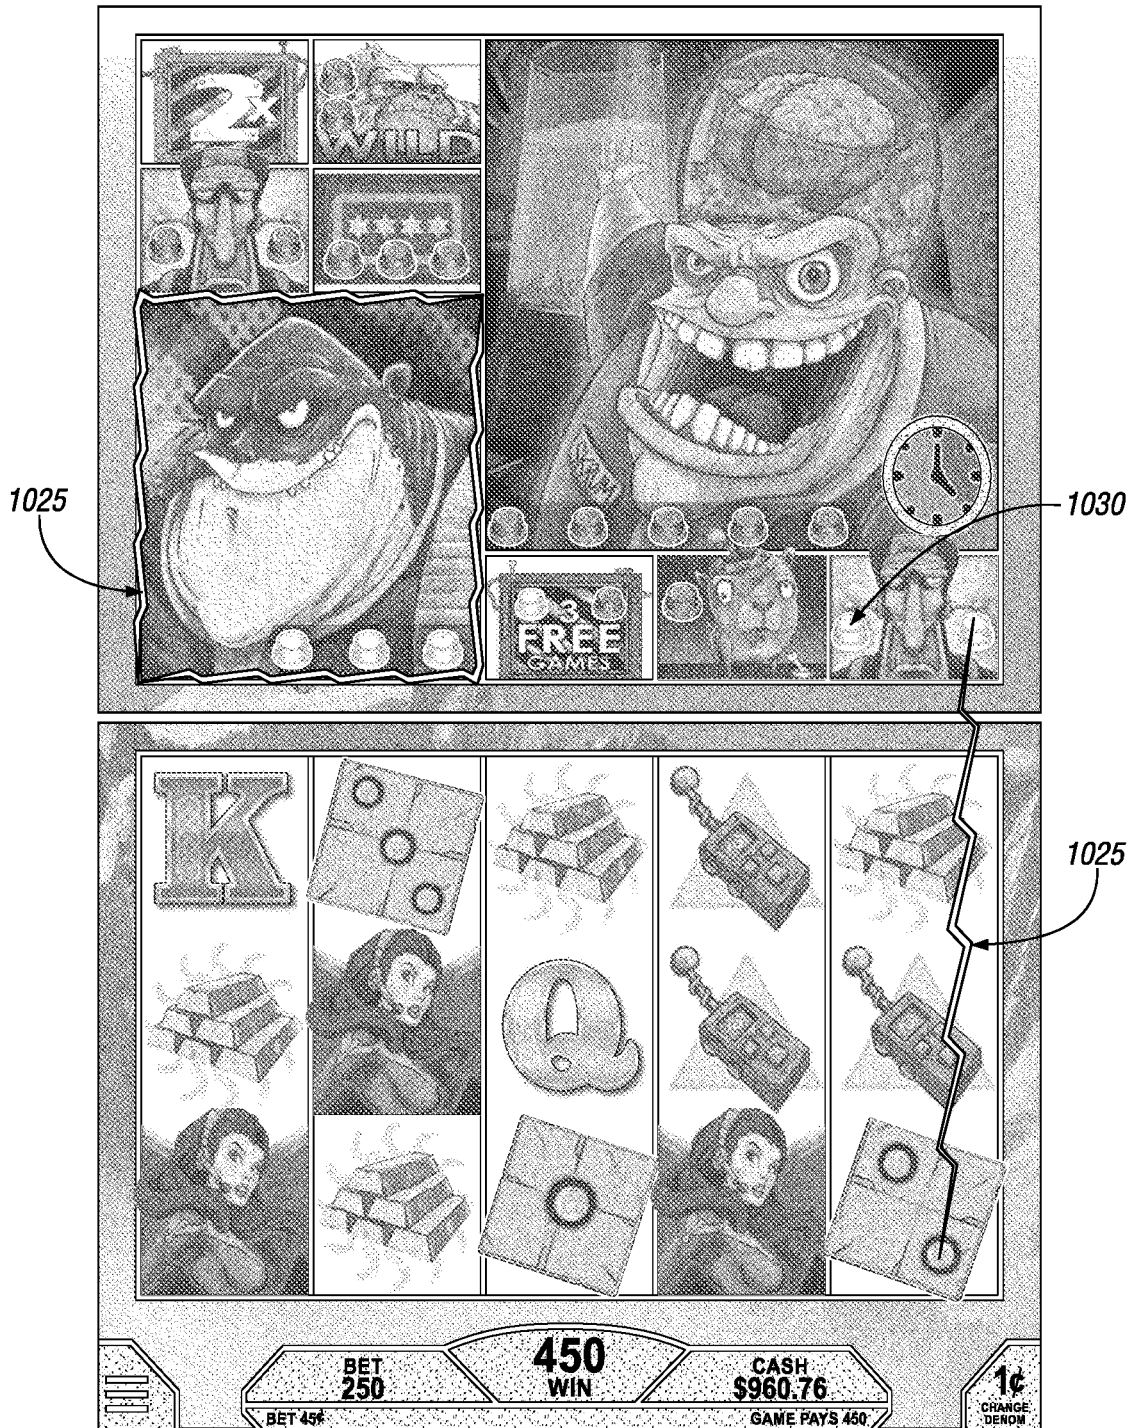 2x
WILD
1025
1030
3
FREE
GAMES
K
1025
Q
450
WIN
BET
250
CASH
$960.76
1¢
CHANGE
DENOM
BET 45¢
GAME PAYS 450